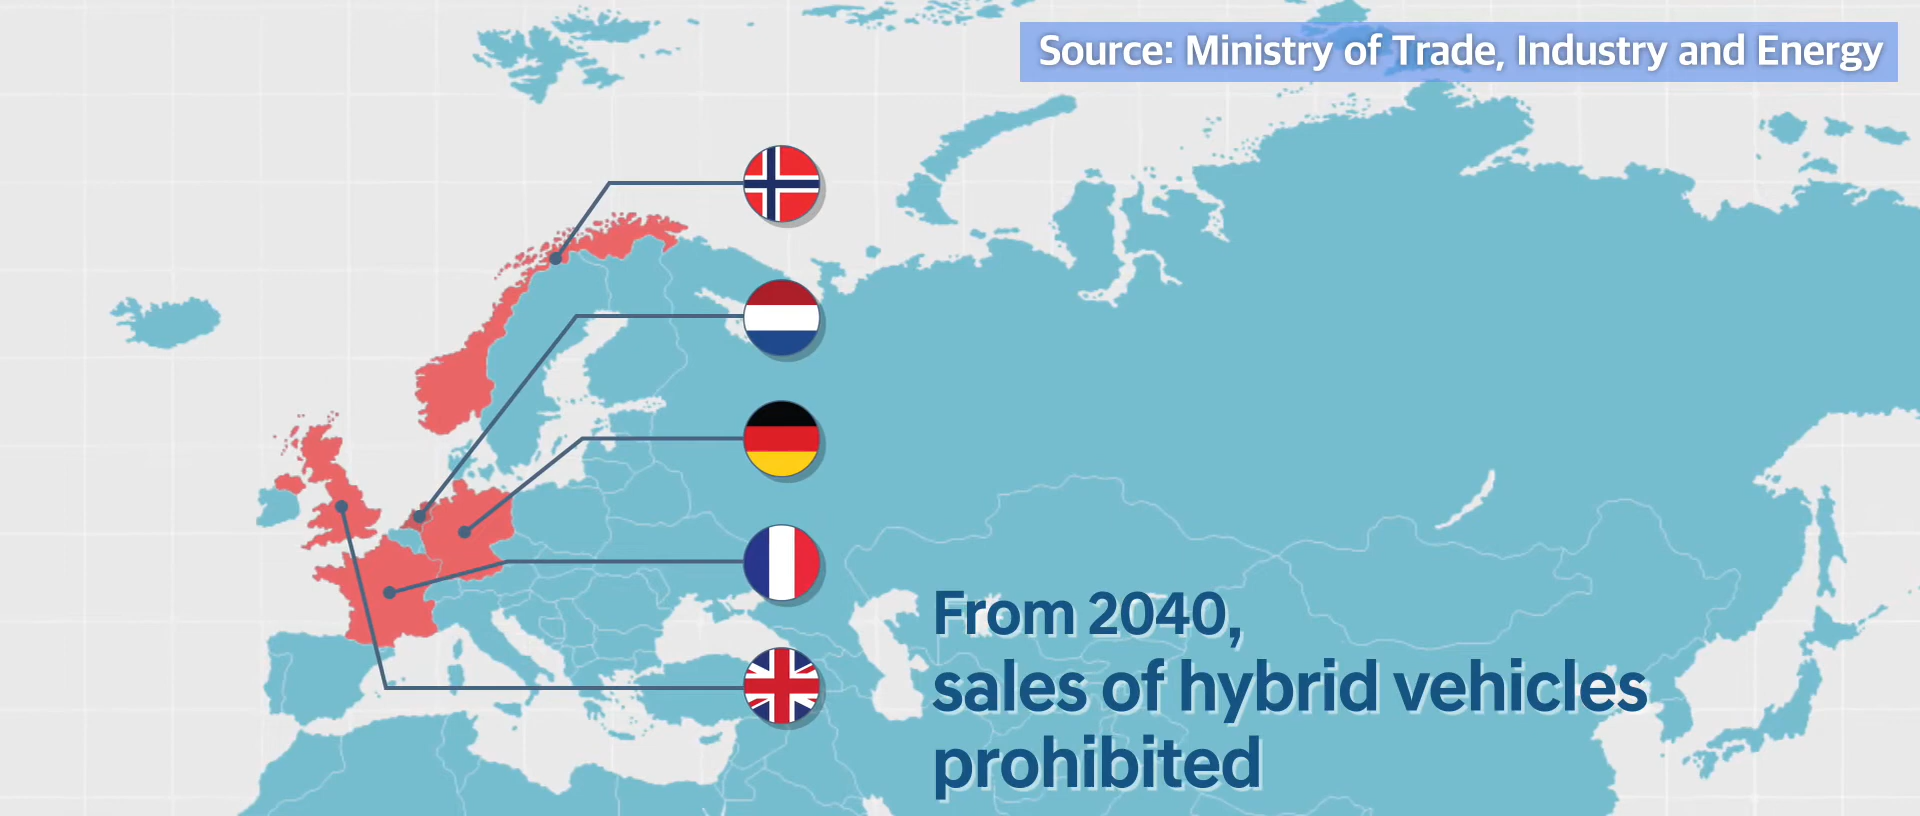 Source: Ministry of Trade, Industry and Energy
From 2040,
sales of hybrid vehicles
prohibited